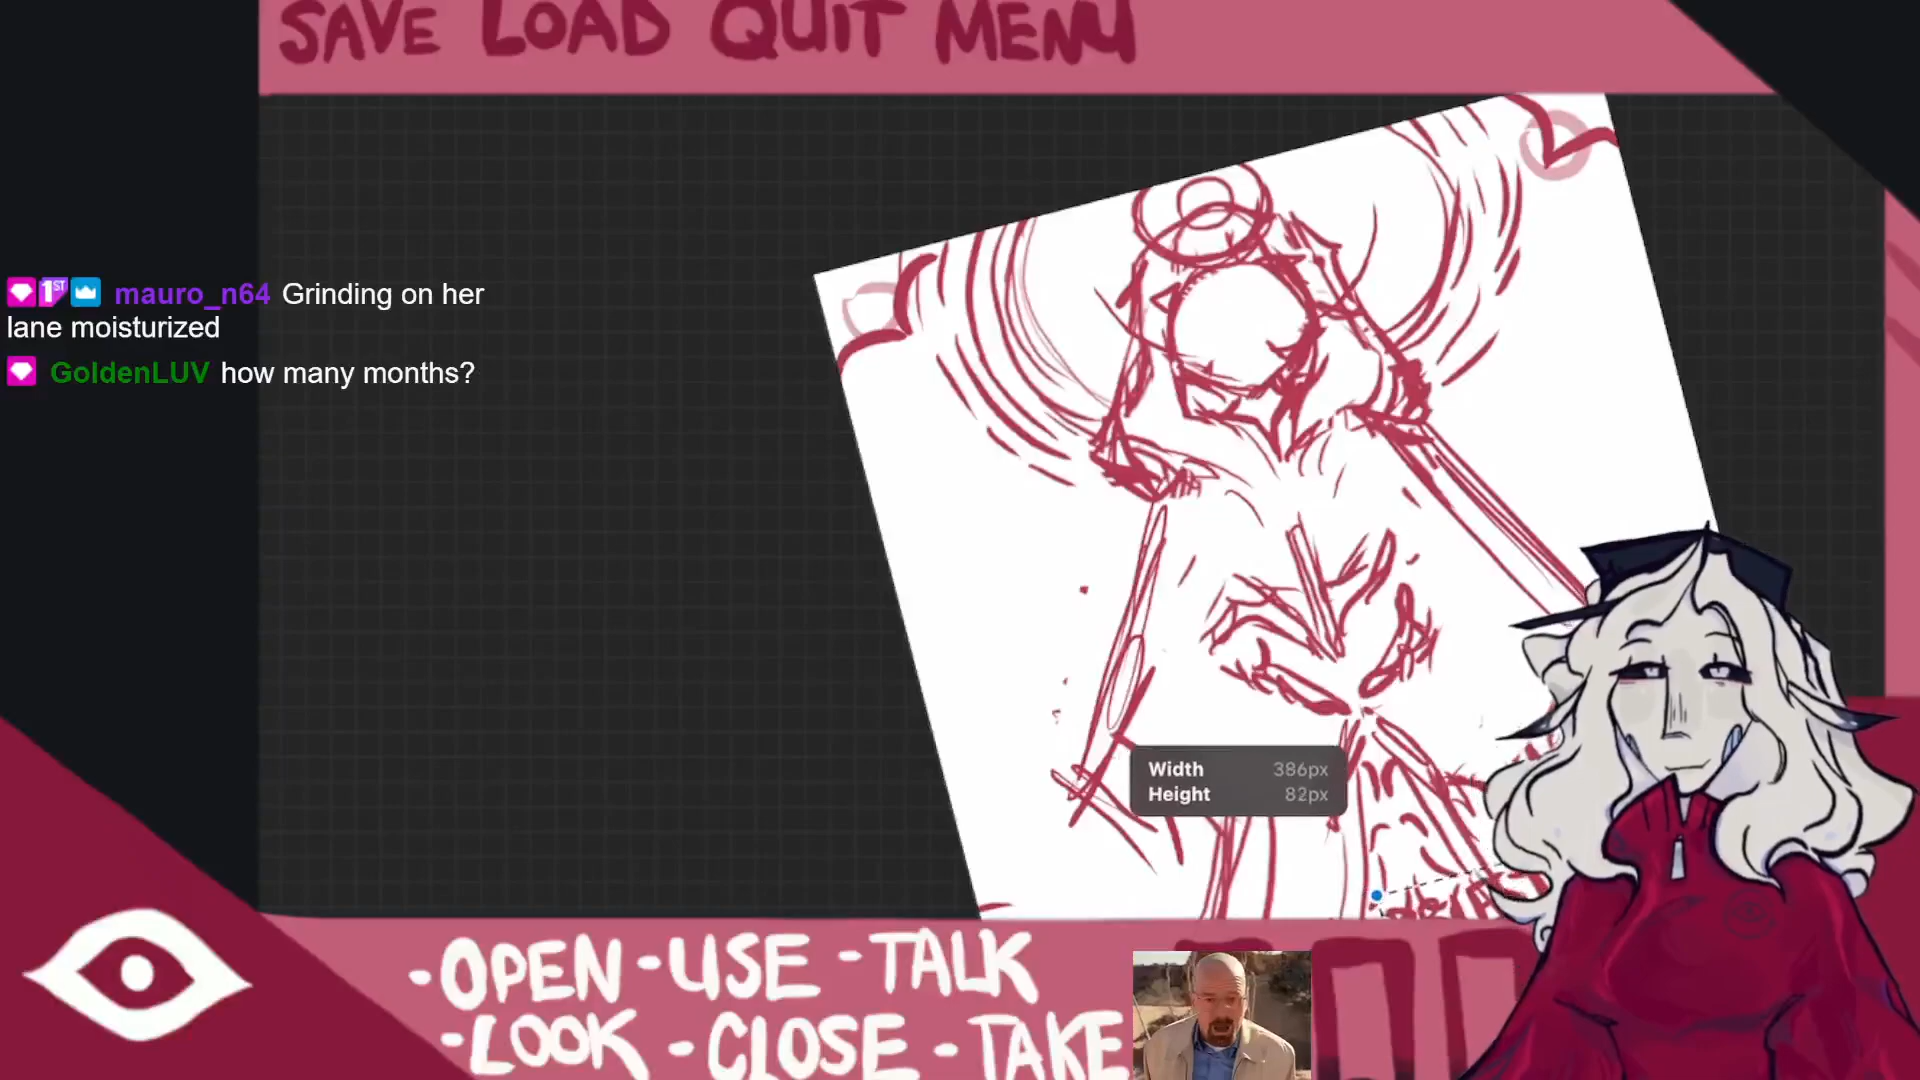 SAVE LOAD QUIT MENU
1ST mauro_n64 Grinding on her
lane moisturized
GoldenLUV how many months?
Width 386px
Height 82px
-OPEN -USE -TALK
-LOOK -CLOSE -TAKE